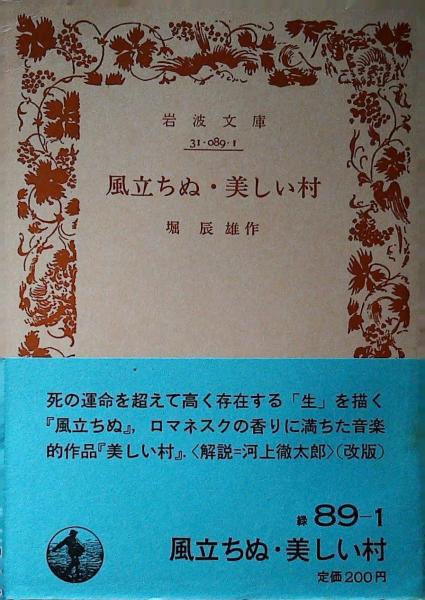 岩波文庫
31-089-1
風立ちぬ・美しい村
堀 辰雄作
死の運命を超えて高く存在する「生」を描く
『風立ちぬ』，ロマネスクの香りに満ちた音楽
的作品『美しい村』．〈解説=河上徹太郎〉（改版）
緑 89-1
風立ちぬ・美しい村
定価200円